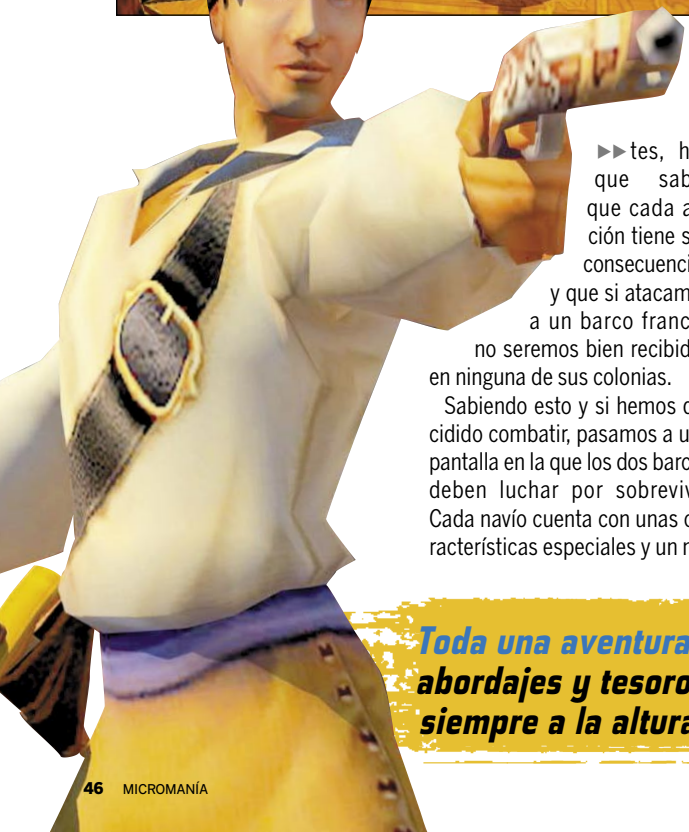 ▶▶tes, h
que sab
que cada a
ción tiene s
consecuenci
y que si atacam
a un barco franc
no seremos bien recibid
en ninguna de sus colonias.
Sabiendo esto y si hemos d
cidido combatir, pasamos a u
pantalla en la que los dos barc
deben luchar por sobreviv
Cada navío cuenta con unas c
racterísticas especiales y un n
Toda una aventura
abordajes y tesoro
siempre a la altura
46 MICROMANÍA